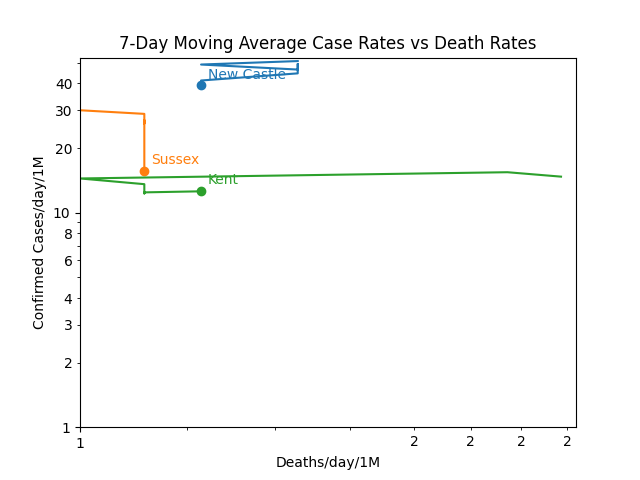 7-Day Moving Average Case Rates vs Death Rates
Confirmed Cases/day/1M
40
30
20
10
8
6
4
3
2
1
New Castle
Sussex
Kent
1
2
2
2
2
Deaths/day/1M